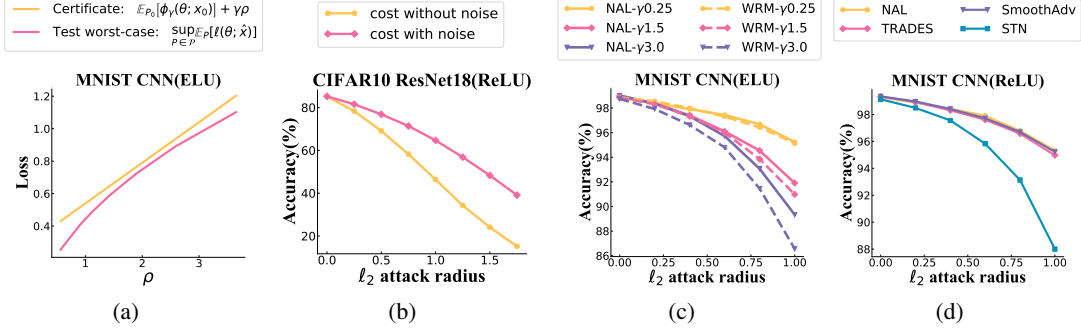 Certificate: 𝔼_{P₀}[ϕ_γ(θ; x₀)] + γρ
Test worst-case: sup_{P∈𝒫} 𝔼_P[ℓ(θ; x̂)]
MNIST CNN(ELU)
Loss
1.2
1.0
0.8
0.6
0.4
1
2
3
ρ
(a)
cost without noise
cost with noise
CIFAR10 ResNet18(ReLU)
Accuracy(%)
80
60
40
20
0.0
0.5
1.0
1.5
ℓ₂ attack radius
(b)
NAL-γ0.25
WRM-γ0.25
NAL-γ1.5
WRM-γ1.5
NAL-γ3.0
WRM-γ3.0
MNIST CNN(ELU)
Accuracy(%)
98
96
94
92
90
88
86
0.00
0.25
0.50
0.75
1.00
ℓ₂ attack radius
(c)
NAL
SmoothAdv
TRADES
STN
MNIST CNN(ReLU)
Accuracy(%)
98
96
94
92
90
88
0.00
0.25
0.50
0.75
1.00
ℓ₂ attack radius
(d)